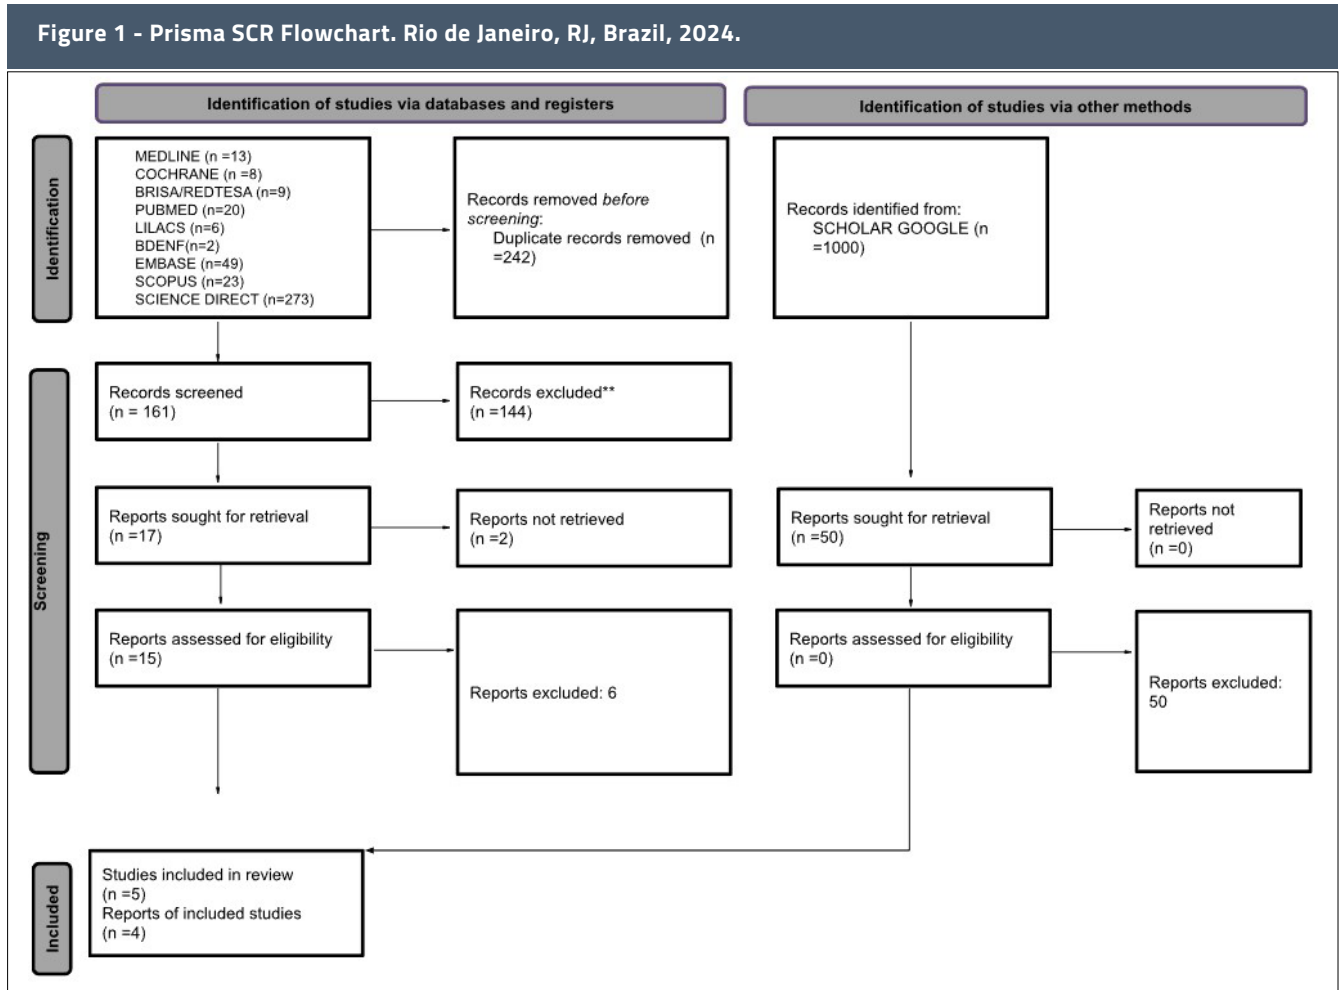 Figure 1 - Prisma SCR Flowchart. Rio de Janeiro, RJ, Brazil, 2024.
Identification of studies via databases and registers
Identification of studies via other methods
Identification
MEDLINE (n =13)
COCHRANE (n =8)
BRISA/REDTESA (n=9)
PUBMED (n=20)
LILACS (n=6)
BDENF(n=2)
EMBASE (n=49)
SCOPUS (n=23)
SCIENCE DIRECT (n=273)
Records removed before
screening:
Duplicate records removed (n
=242)
Records identified from:
SCHOLAR GOOGLE (n
=1000)
Screening
Records screened
(n = 161)
Records excluded**
(n =144)
Reports sought for retrieval
(n =17)
Reports not retrieved
(n =2)
Reports sought for retrieval
(n =50)
Reports not
retrieved
(n =0)
Reports assessed for eligibility
(n =15)
Reports excluded: 6
Reports assessed for eligibility
(n =0)
Reports excluded:
50
Included
Studies included in review
(n =5)
Reports of included studies
(n =4)